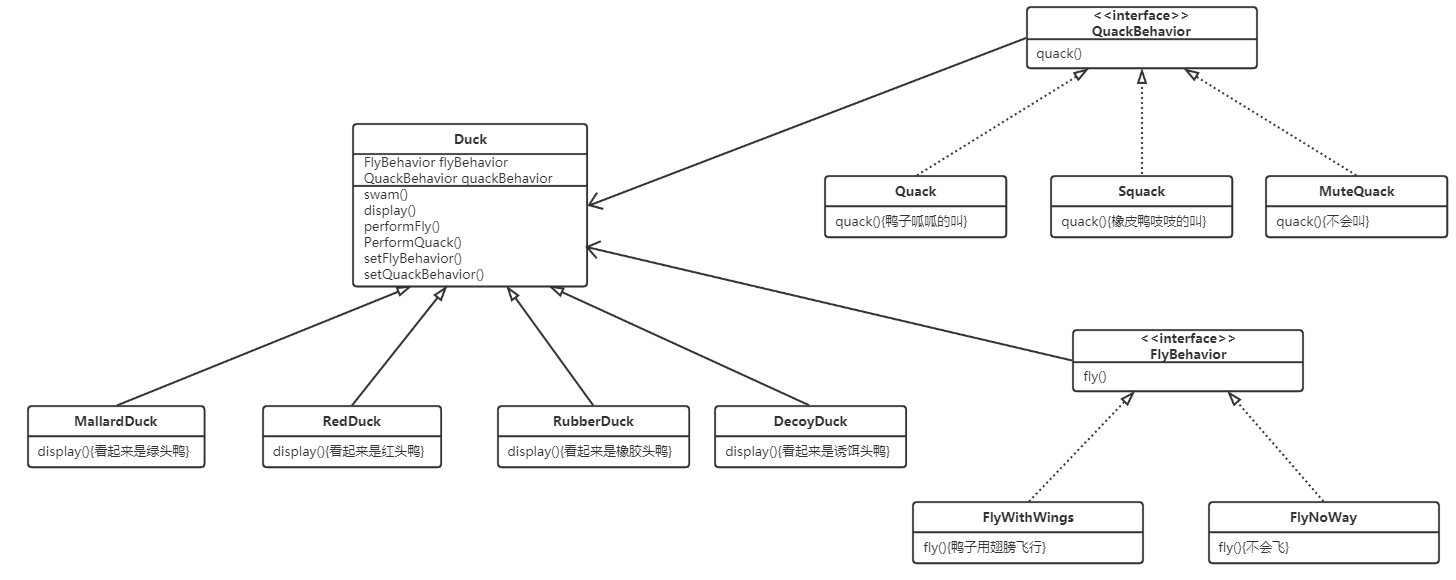 <<interface>>
QuackBehavior
quack()
Duck
FlyBehavior flyBehavior
QuackBehavior quackBehavior
swam()
display()
performFly()
PerformQuack()
setFlyBehavior()
setQuackBehavior()
Quack
quack(){鸭子呱呱的叫}
Squack
quack(){橡皮鸭吱吱的叫}
MuteQuack
quack(){不会叫}
<<interface>>
FlyBehavior
fly()
MallardDuck
display(){看起来是绿头鸭}
RedDuck
display(){看起来是红头鸭}
RubberDuck
display(){看起来是橡胶头鸭}
DecoyDuck
display(){看起来是诱饵头鸭}
FlyWithWings
fly(){鸭子用翅膀飞行}
FlyNoWay
fly(){不会飞}